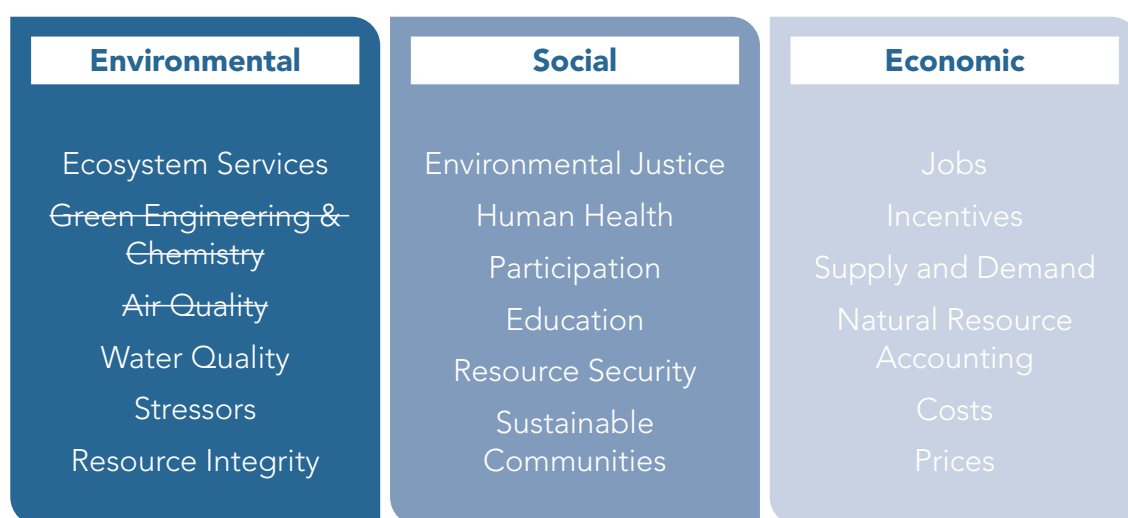 Environmental
Ecosystem Services
Green Engineering &
Chemistry
Air Quality
Water Quality
Stressors
Resource Integrity
Social
Environmental Justice
Human Health
Participation
Education
Resource Security
Sustainable
Communities
Economic
Jobs
Incentives
Supply and Demand
Natural Resource
Accounting
Costs
Prices